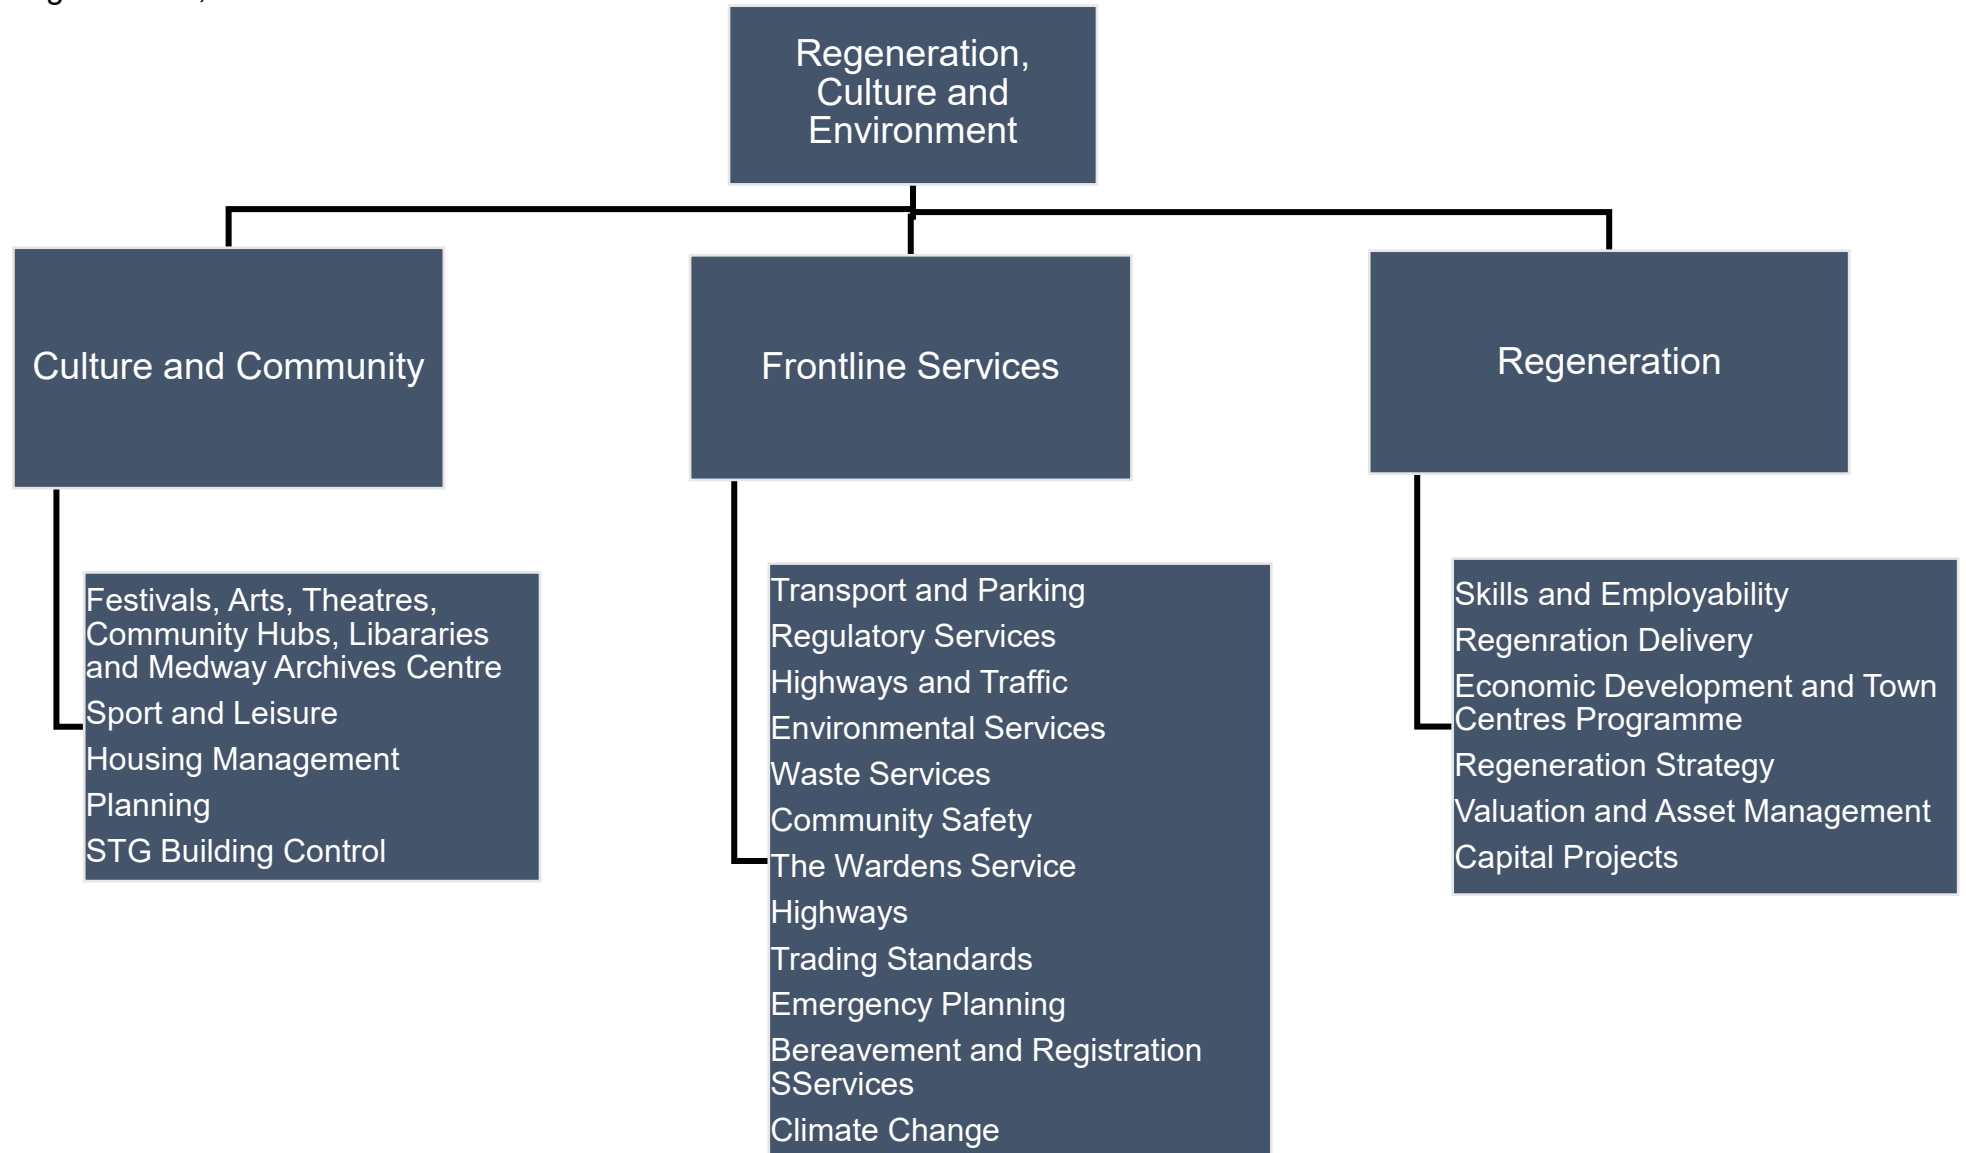 Regeneration,
Culture and
Environment
Culture and Community
Frontline Services
Regeneration
Festivals, Arts, Theatres,
Community Hubs, Libararies
and Medway Archives Centre
Sport and Leisure
Housing Management
Planning
STG Building Control
Transport and Parking
Regulatory Services
Highways and Traffic
Environmental Services
Waste Services
Community Safety
The Wardens Service
Highways
Trading Standards
Emergency Planning
Bereavement and Registration
SServices
Climate Change
Skills and Employability
Regenration Delivery
Economic Development and Town
Centres Programme
Regeneration Strategy
Valuation and Asset Management
Capital Projects